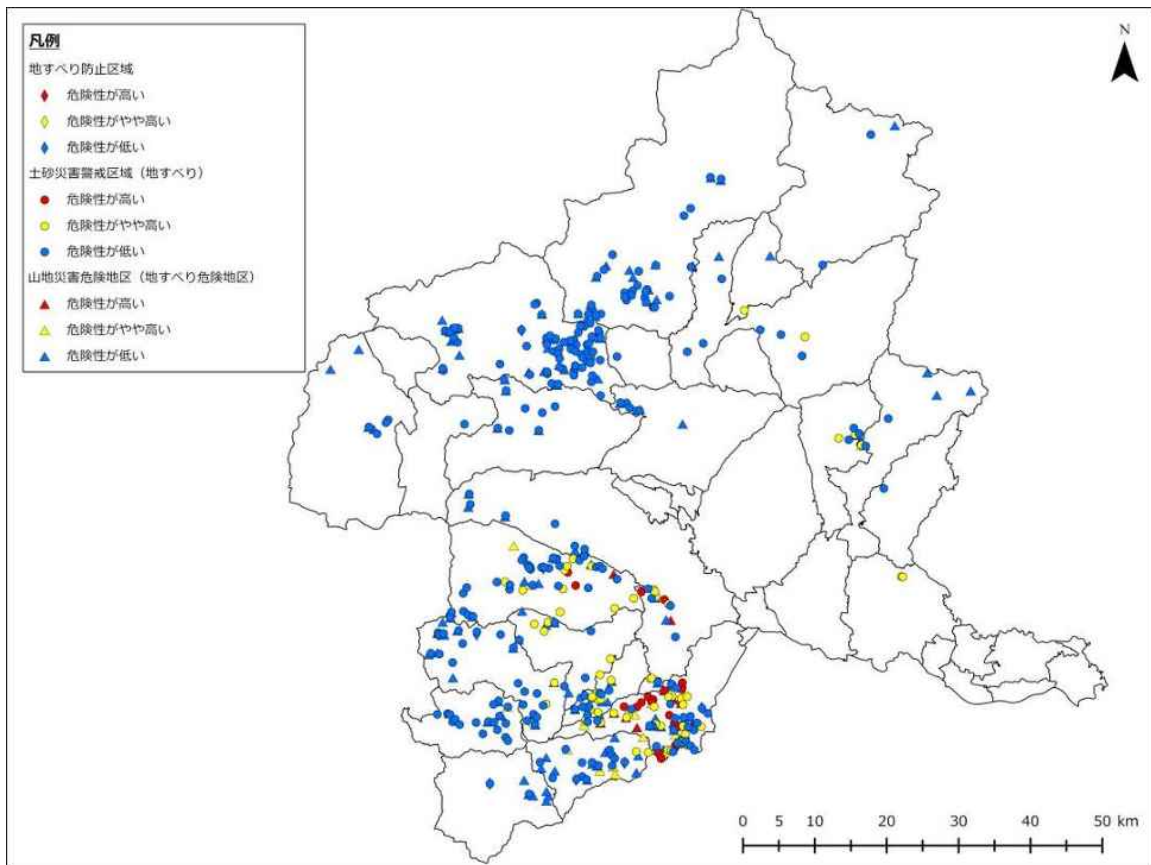 凡例
地すべり防止区域
危険性が高い
危険性がやや高い
危険性が低い
土砂災害警戒区域（地すべり）
危険性が高い
危険性がやや高い
危険性が低い
山地災害危険地区（地すべり危険地区）
危険性が高い
危険性がやや高い
危険性が低い
N
0 10 20 30 40 50 km